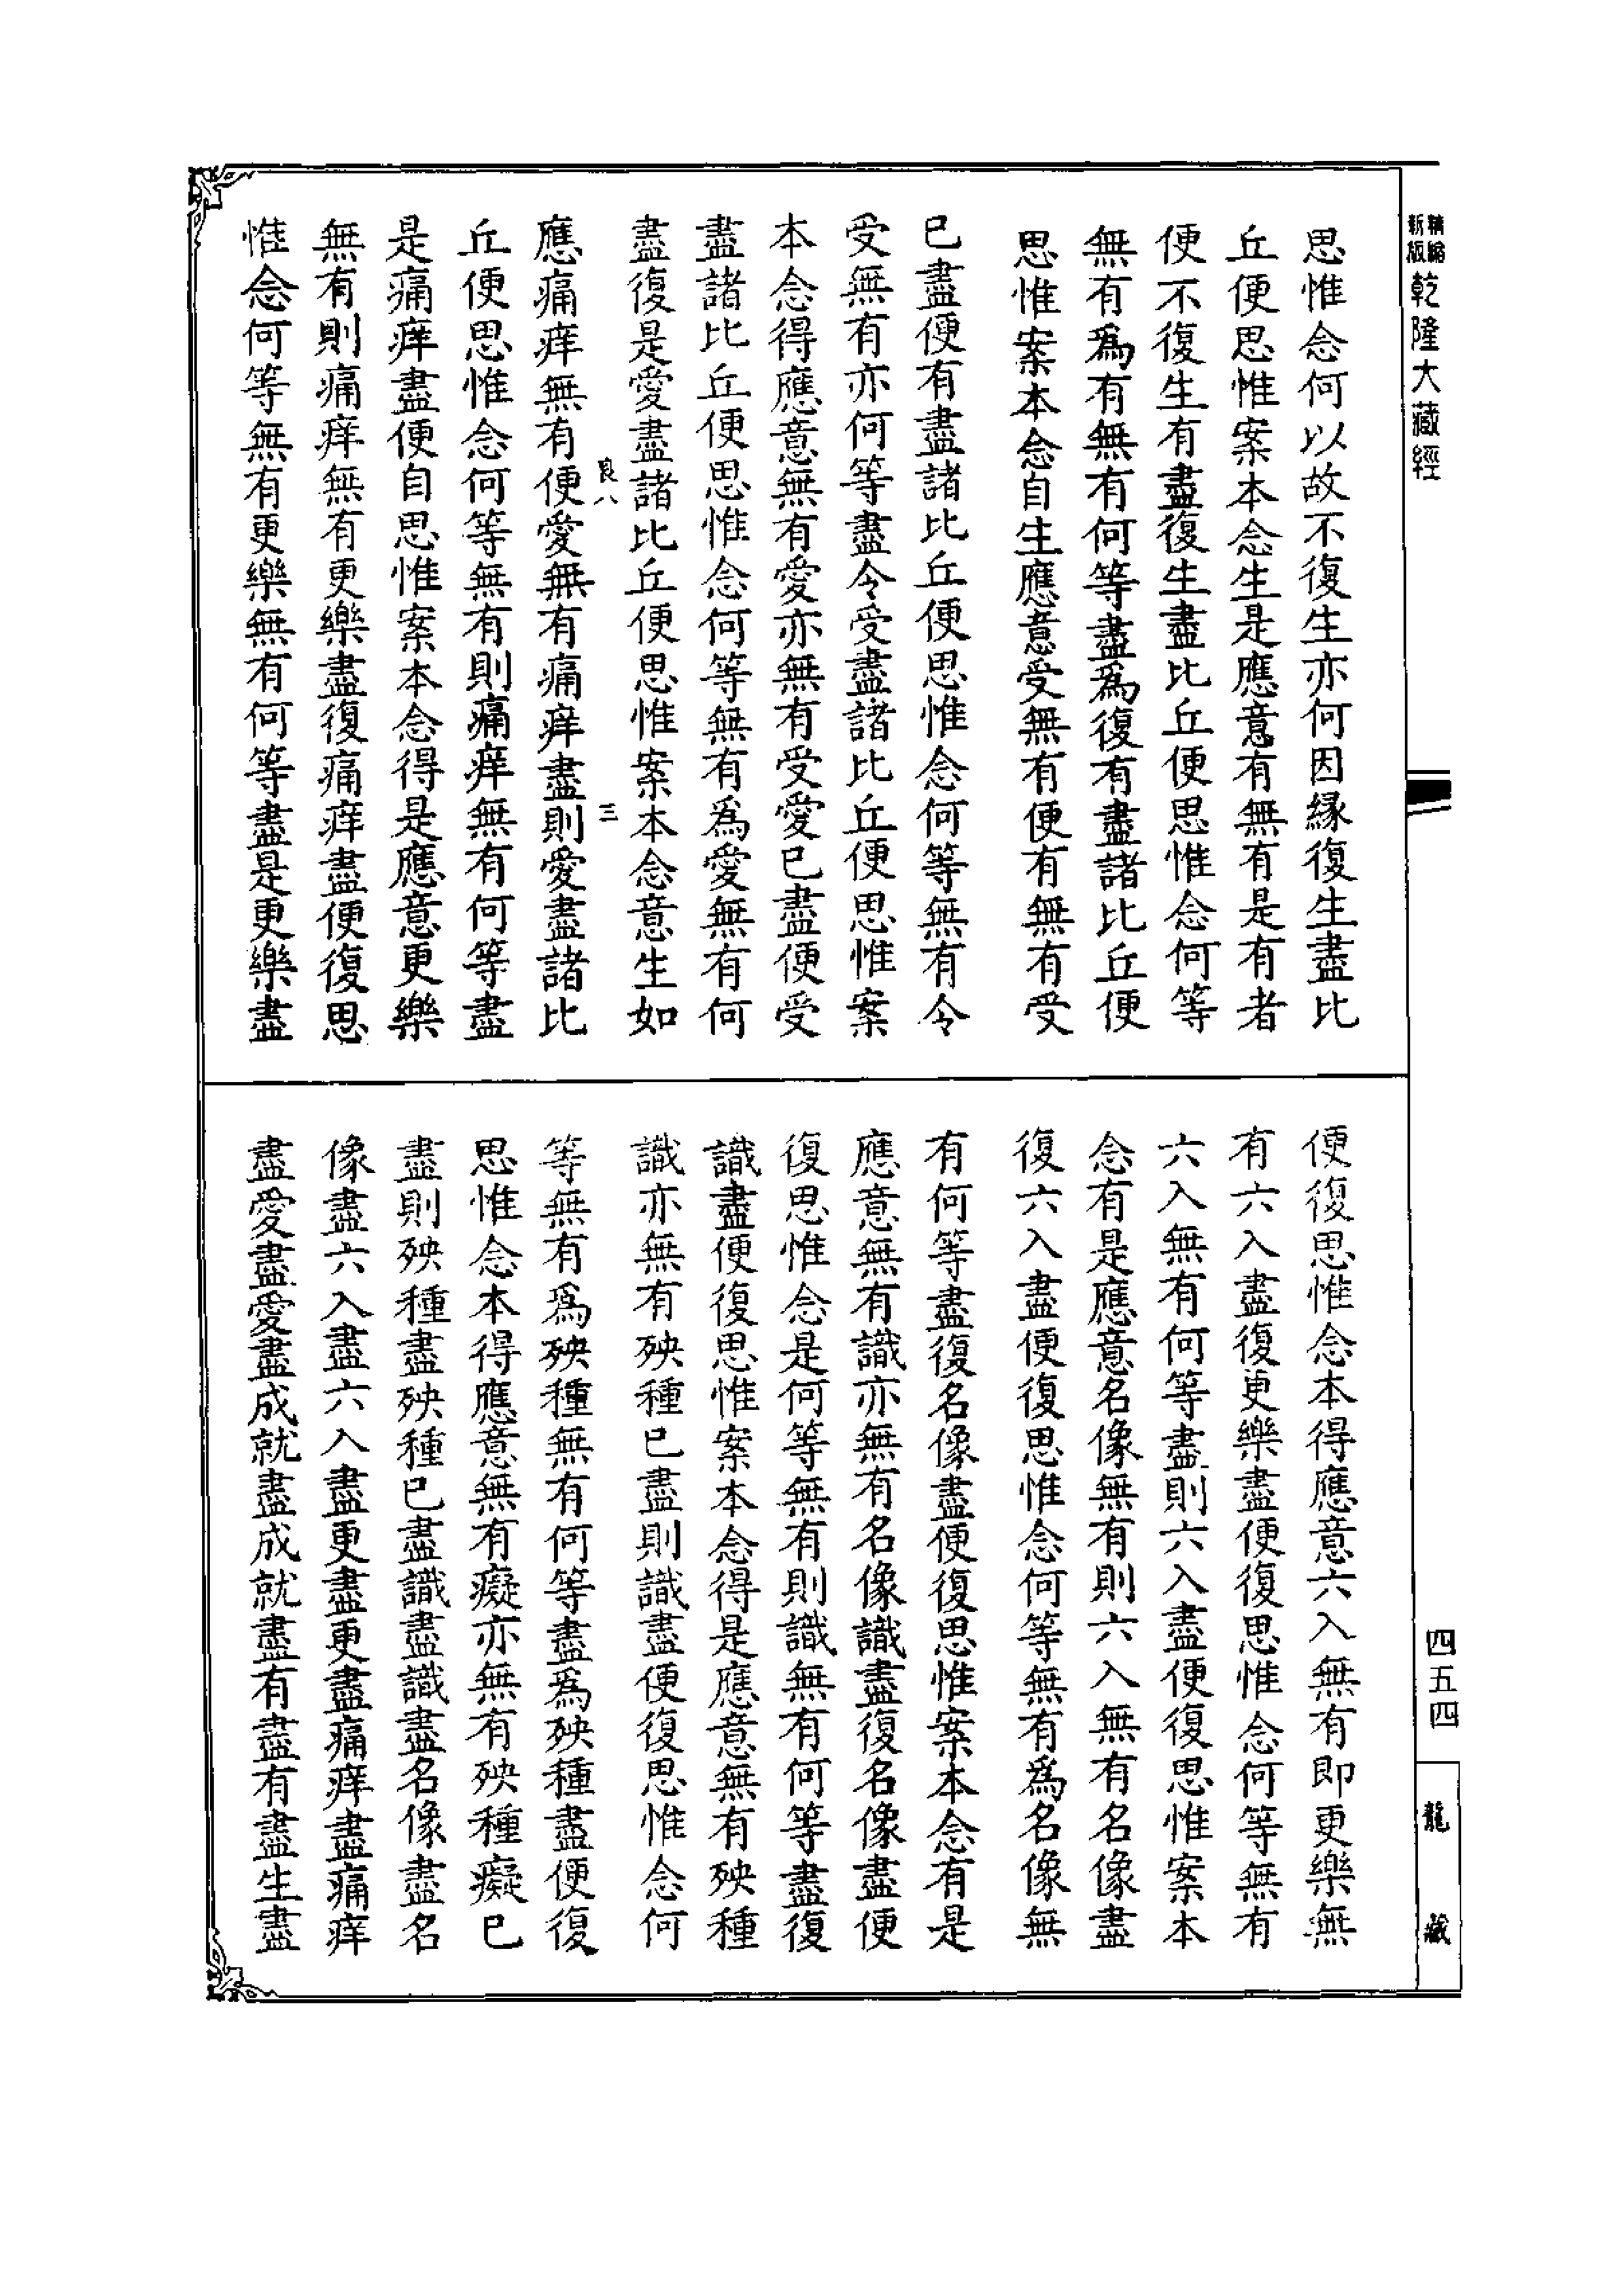 精編
新版
乾隆大藏經
思惟念何以故不復生亦何因緣復生盡比
丘便思惟案本念生是應意有無有是有者
便不復生有盡復生盡比丘便思惟念何等
無有爲有無有何等盡爲復有盡諸比丘便
思惟案本念自生應意受無有便有無有受
已盡便有盡諸比丘便思惟念何等無有令
受無有亦何等盡令受盡諸比丘便思惟案
本念得應意無有愛亦無有受愛已盡便受
盡諸比丘便思惟念何等無有爲愛無有何
盡復是愛盡諸比丘便思惟案本念意生如
良八
三
應痛痒無有便愛無有痛痒盡則愛盡諸比
丘便思惟念何等無有則痛痒無有何等盡
是痛痒盡便自思惟案本念得是應意更樂
無有則痛痒無有更樂盡復痛痒盡便復思
惟念何等無有更樂無有何等盡是更樂盡
便復思惟念本得應意六入無有即更樂無
有六入盡復更樂盡便復思惟念何等無有
六入無有何等盡則六入盡便復思惟案本
念有是應意名像無有則六入無有名像盡
復六入盡便復思惟念何等無有爲名像無
有何等盡復名像盡便復思惟案本念有是
應意無有識亦無有名像識盡復名像盡便
復思惟念是何等無有則識無有何等盡復
識盡便復思惟案本念得是應意無有殃種
識亦無有殃種已盡則識盡便復思惟念何
等無有爲殃種無有何等盡爲殃種盡便復
思惟念本得應意無有癡亦無有殃種癡已
盡則殃種盡殃種已盡識盡識盡名像盡名
像盡六入盡六入盡更盡更盡痛痒盡痛痒
盡愛盡愛盡成就盡成就盡有盡有盡生盡
四五四
龍藏